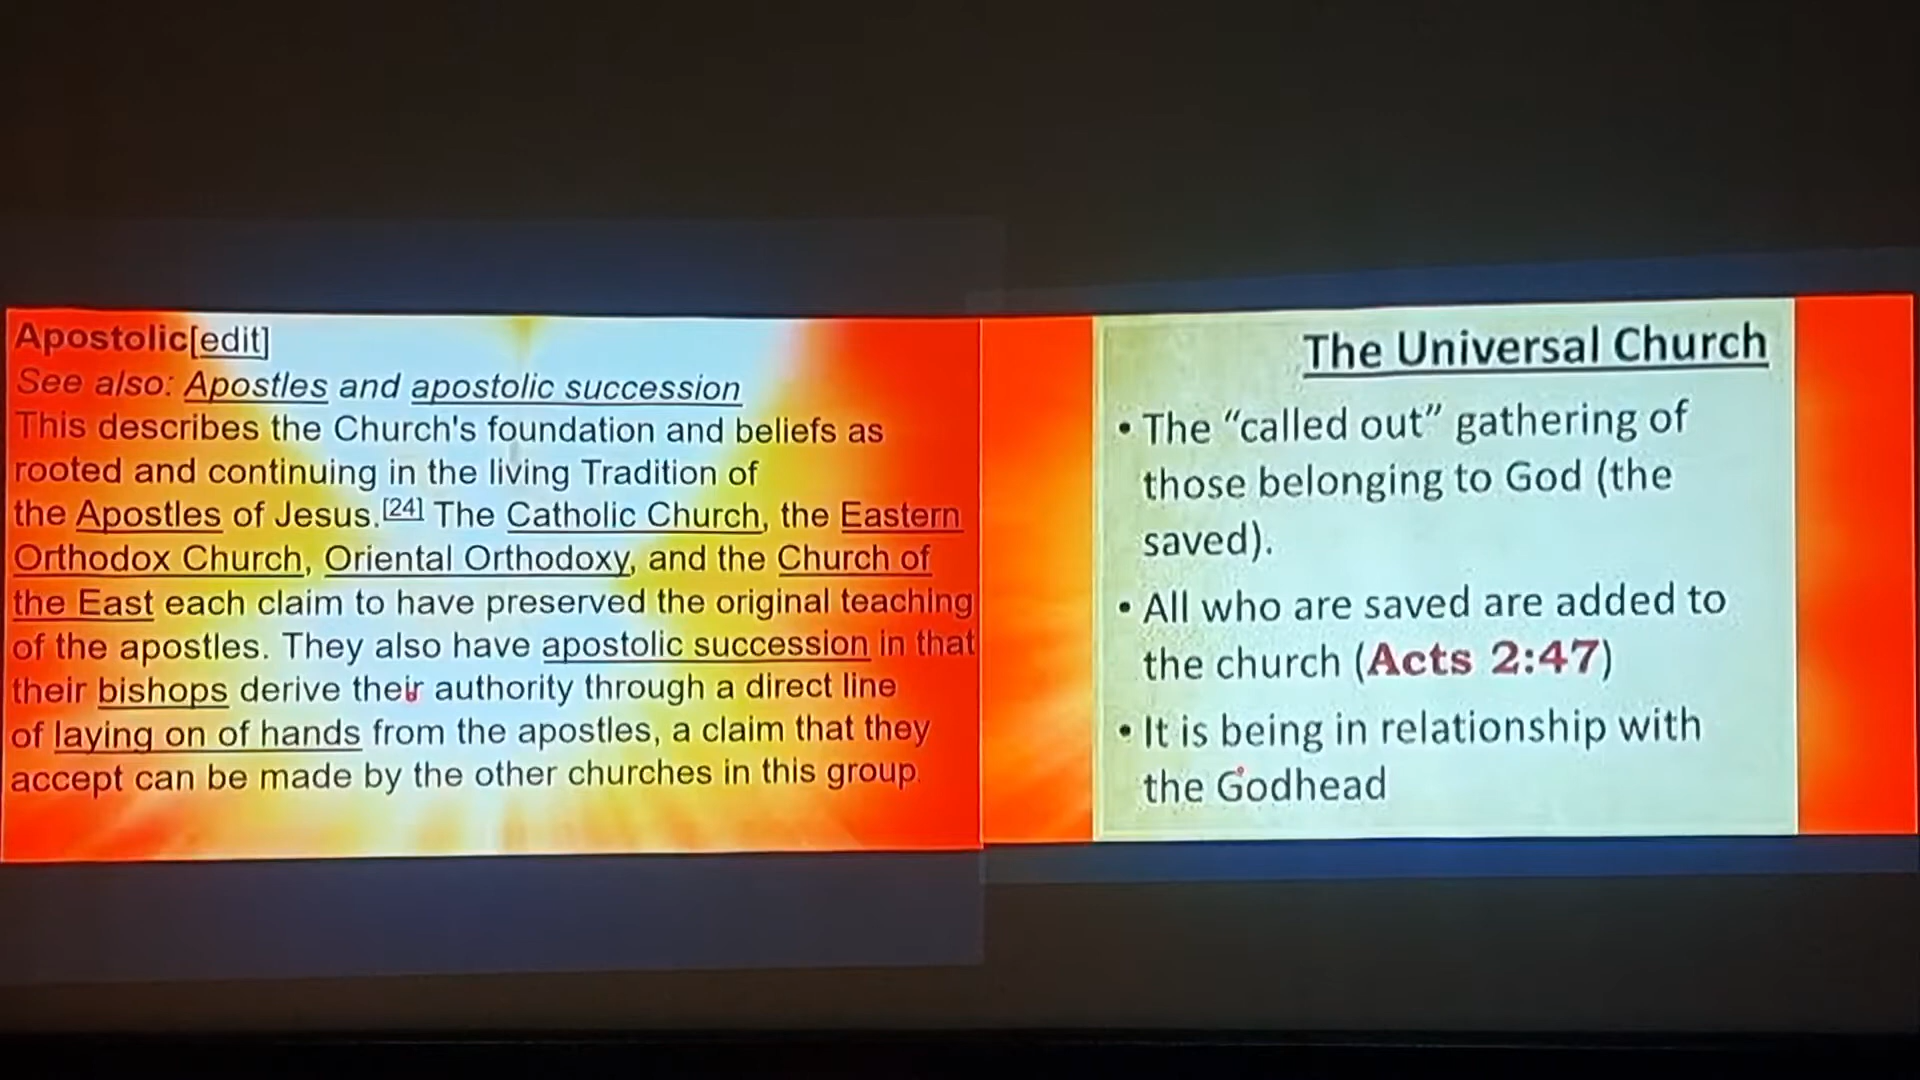 Apostolic[edit]
See also: Apostles and apostolic succession
This describes the Church's foundation and beliefs as
rooted and continuing in the living Tradition of
the Apostles of Jesus.[24] The Catholic Church, the Eastern
Orthodox Church, Oriental Orthodoxy, and the Church of
the East each claim to have preserved the original teaching
of the apostles. They also have apostolic succession in that
their bishops derive their authority through a direct line
of laying on of hands from the apostles, a claim that they
accept can be made by the other churches in this group.
The Universal Church
• The “called out” gathering of
those belonging to God (the
saved).
• All who are saved are added to
the church (Acts 2:47)
• It is being in relationship with
the Godhead